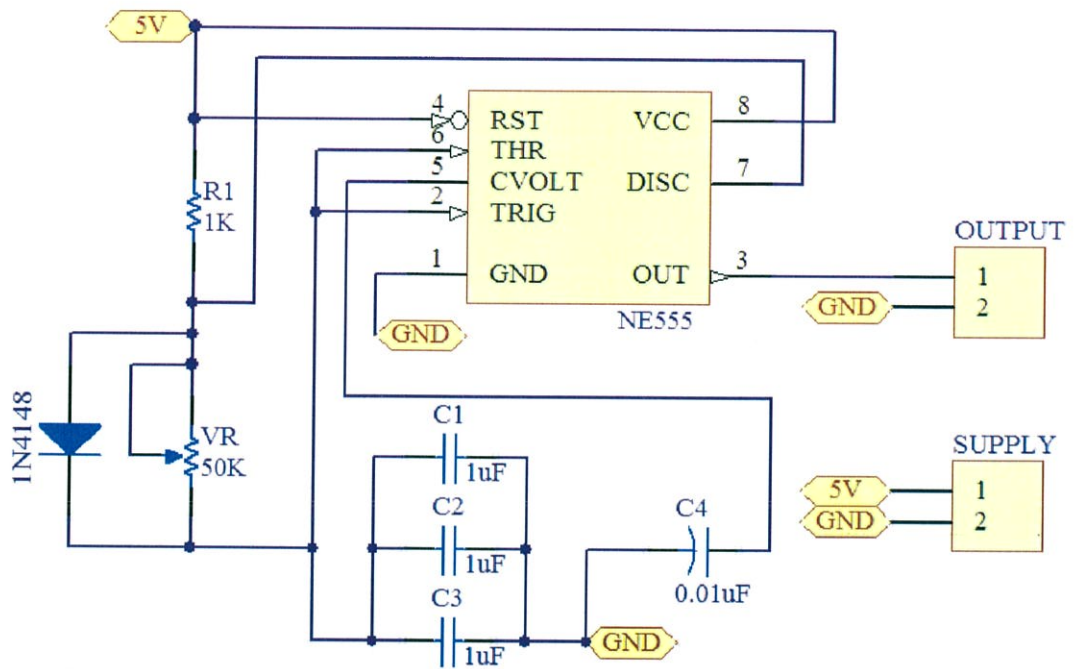 5V
4
RST
VCC
8
6
THR
5
CVOLT
DISC
7
2
TRIG
R1
1K
1
GND
OUT
3
OUTPUT
1
2
GND
GND
NE555
1N4148
VR
50K
C1
1uF
C2
1uF
C3
1uF
C4
0.01uF
GND
SUPPLY
5V
1
GND
2